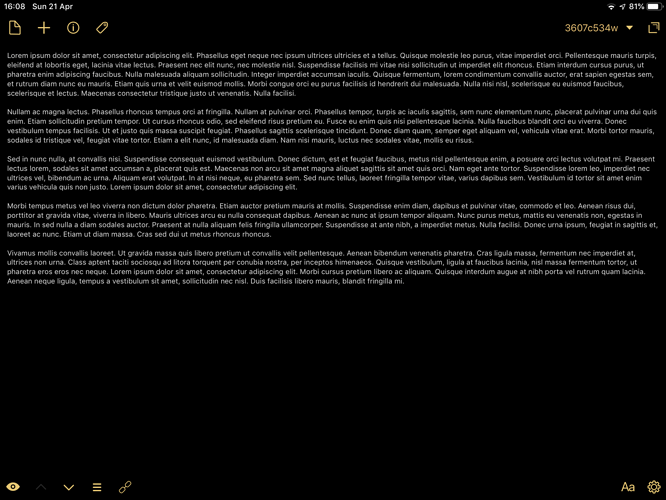 16:08 Sun 21 Apr 81%
3607c534w
Lorem ipsum dolor sit amet, consectetur adipiscing elit. Phasellus eget neque nec ipsum ultrices ultricies et a tellus. Quisque molestie leo purus, vitae imperdiet orci. Pellentesque mauris turpis,
eleifend at lobortis eget, lacinia vitae lectus. Praesent nec elit nunc, nec molestie nisl. Suspendisse facilisis mi vitae nisi sollicitudin ut imperdiet elit rhoncus. Etiam interdum cursus purus, ut
pharetra enim adipiscing faucibus. Nulla malesuada aliquam sollicitudin. Integer imperdiet accumsan iaculis. Quisque fermentum, lorem condimentum convallis auctor, erat sapien egestas sem,
et rutrum diam nunc eu mauris. Etiam quis urna et velit euismod mollis. Morbi congue orci eu purus facilisis id hendrerit dui malesuada. Nulla nisi nisl, scelerisque eu euismod faucibus,
scelerisque et lectus. Maecenas consectetur tristique justo ut venenatis. Nulla facilisi.
Nullam ac magna lectus. Phasellus rhoncus tempus orci at fringilla. Nullam at pulvinar orci. Phasellus tempor, turpis ac iaculis sagittis, sem nunc elementum nunc, placerat pulvinar urna dui quis
enim. Etiam sollicitudin pretium tempor. Ut cursus rhoncus odio, sed eleifend risus pretium eu. Fusce eu enim quis nisi pellentesque lacinia. Nulla faucibus blandit orci eu viverra. Donec
vestibulum tempus facilisis. Ut et justo quis massa suscipit feugiat. Phasellus sagittis scelerisque tincidunt. Donec diam quam, semper eget aliquam vel, vehicula vitae erat. Morbi tortor mauris,
sodales id tristique vel, feugiat vitae tortor. Etiam a elit nunc, id malesuada diam. Nam nisi mauris, luctus nec sodales vitae, mollis eu risus.
Sed in nunc nulla, at convallis nisi. Suspendisse consequat euismod vestibulum. Donec dictum, est et feugiat faucibus, metus nisl pellentesque enim, a posuere orci lectus volutpat mi. Praesent
lectus lorem, sodales sit amet accumsan a, placerat quis est. Maecenas non arcu sit amet magna aliquet sagittis sit amet quis orci. Nam eget ante tortor. Suspendisse lorem leo, imperdiet nec
ultrices vel, bibendum ac urna. Aliquam erat volutpat. In at nisi neque, eu pharetra sem. Sed nunc tellus, laoreet fringilla tempor vitae, varius dapibus sem. Vestibulum id tortor sit amet enim
varius vehicula quis non justo. Lorem ipsum dolor sit amet, consectetur adipiscing elit.
Morbi tempus metus vel leo viverra non dictum dolor pharetra. Etiam auctor pretium mauris at mollis. Suspendisse enim diam, dapibus et pulvinar vitae, commodo et leo. Aenean risus dui,
porttitor at gravida vitae, viverra in libero. Mauris ultrices arcu eu nulla consequat dapibus. Aenean ac nunc at ipsum tempor aliquam. Nunc purus metus, mattis eu venenatis non, egestas in
mauris. In sed nulla a diam sodales auctor. Praesent at nulla aliquam felis fringilla ullamcorper. Suspendisse at ante nibh, a imperdiet metus. Nulla facilisi. Donec urna ipsum, feugiat in sagittis et,
laoreet ac nunc. Etiam ut diam massa. Cras sed dui ut metus rhoncus rhoncus.
Vivamus mollis convallis laoreet. Ut gravida massa quis libero pretium ut convallis velit pellentesque. Aenean bibendum venenatis pharetra. Cras ligula massa, fermentum nec imperdiet at,
ultrices non urna. Class aptent taciti sociosqu ad litora torquent per conubia nostra, per inceptos himenaeos. Quisque vestibulum, ligula at faucibus lacinia, nisl massa fermentum tortor, ut
pharetra eros eros nec neque. Lorem ipsum dolor sit amet, consectetur adipiscing elit. Morbi cursus pretium libero ac aliquam. Quisque interdum augue at nibh porta vel rutrum quam lacinia.
Aenean neque ligula, tempus a vestibulum sit amet, sollicitudin nec nisl. Duis facilisis libero mauris, blandit fringilla mi.
Aa